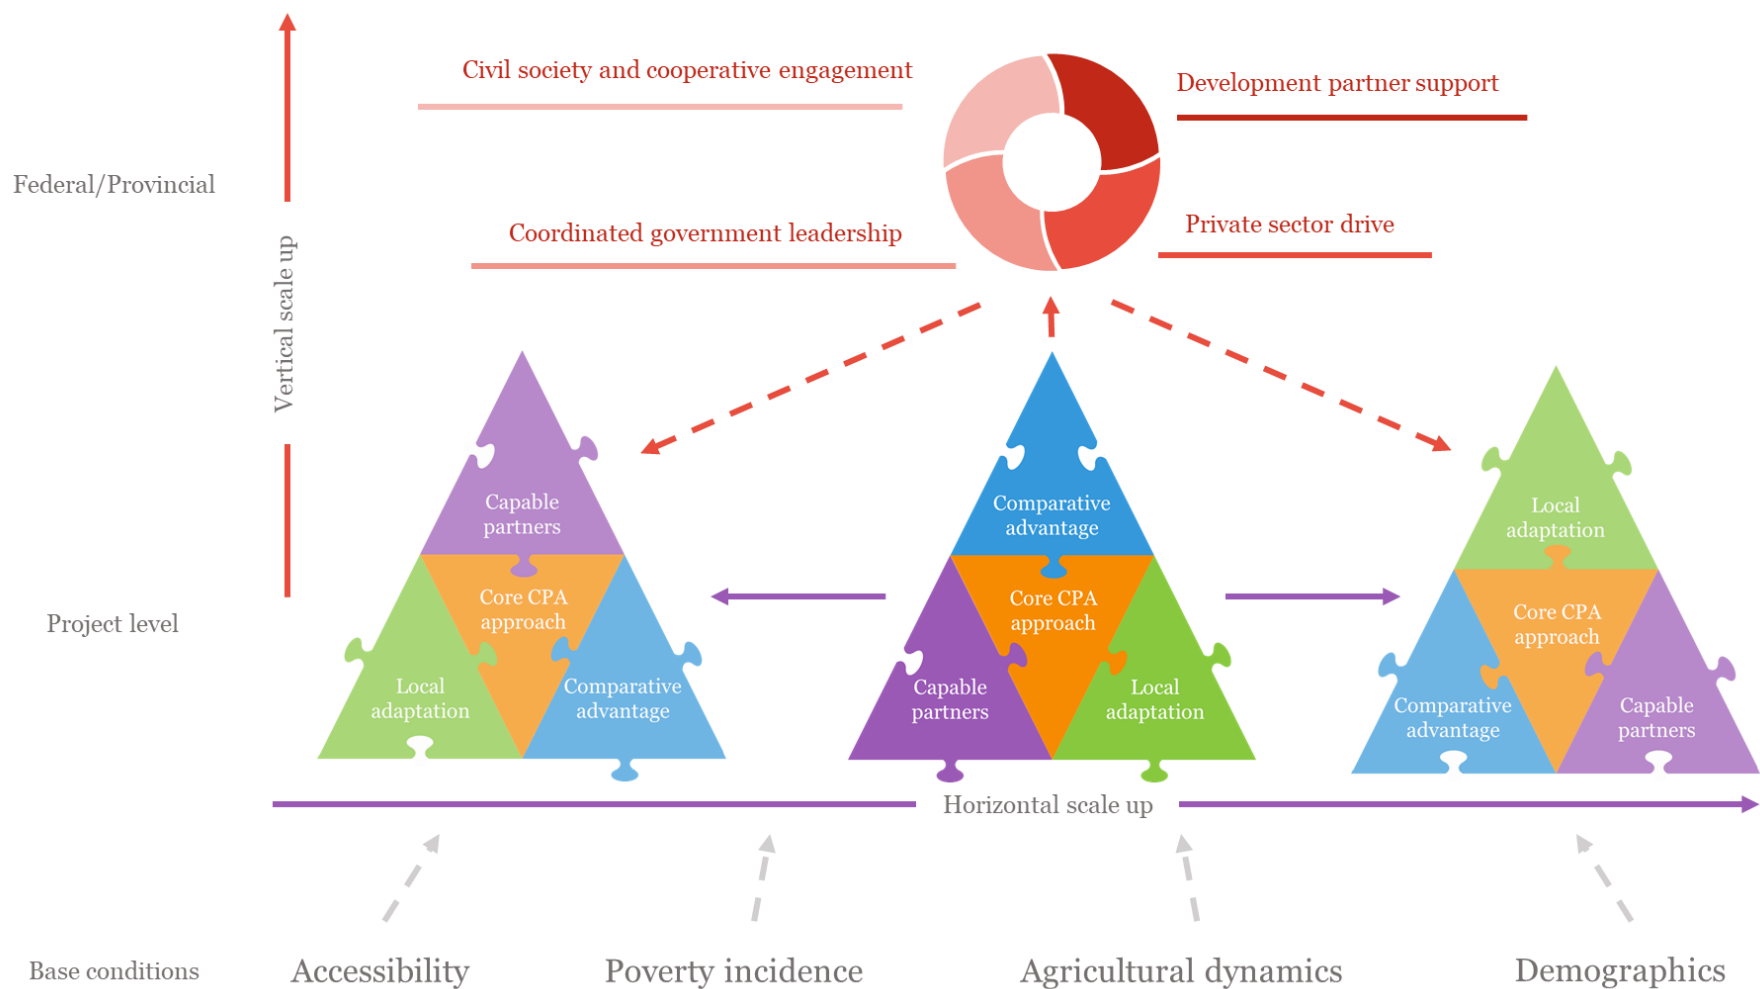 Civil society and cooperative engagement
Development partner support
Federal/Provincial
Coordinated government leadership
Private sector drive
Vertical scale up
Capable
partners
Comparative
advantage
Local
adaptation
Core CPA
approach
Core CPA
approach
Core CPA
approach
Project level
Local
adaptation
Comparative
advantage
Capable
partners
Local
adaptation
Comparative
advantage
Capable
partners
Horizontal scale up
Base conditions
Accessibility
Poverty incidence
Agricultural dynamics
Demographics